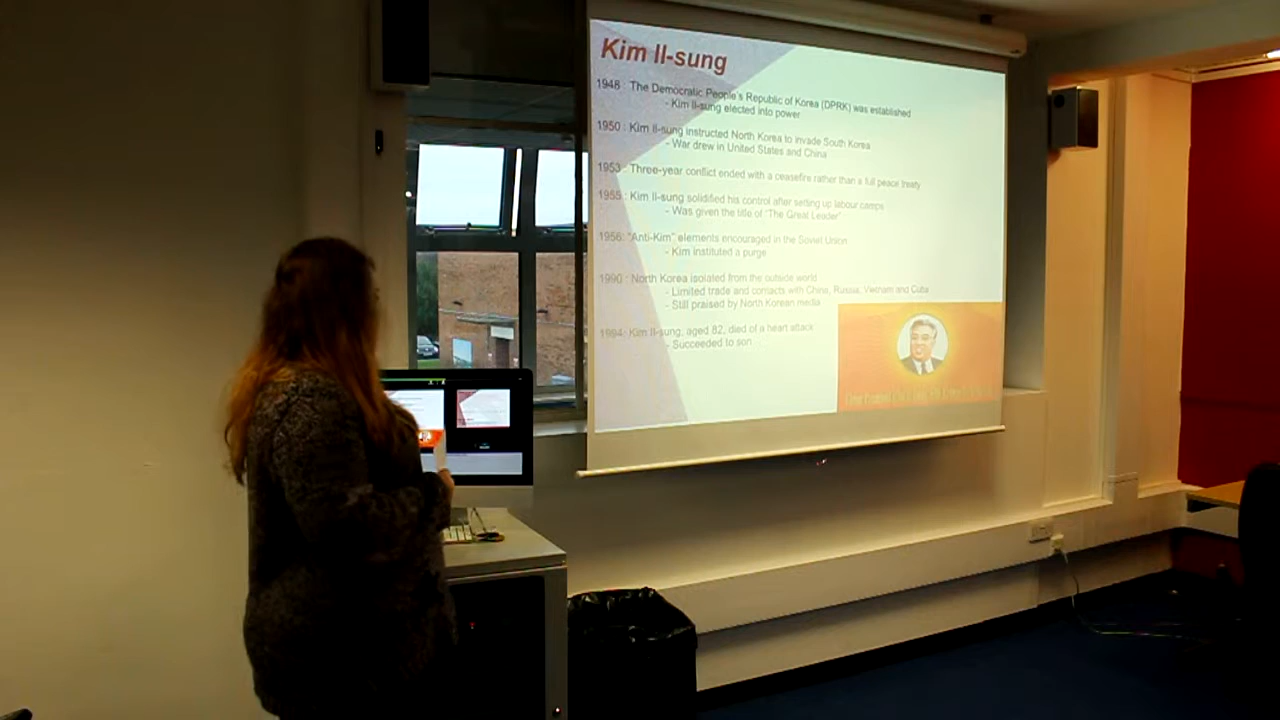 Kim Il-sung
1948 : The Democratic People's Republic of Korea (DPRK) was established
- Kim Il-sung elected into power
1950 : Kim Il-sung instructed North Korea to invade South Korea
- War drew in United States and China
1953 : Three-year conflict ended with a ceasefire rather than a full peace treaty
1955 : Kim Il-sung solidified his control after setting up labour camps
- Was given the title of "The Great Leader"
1956: "Anti-Kim" elements encouraged in the Soviet Union
- Kim instituted a purge
1990 : North Korea isolated from the outside world
- Limited trade and contacts with China, Russia, Vietnam and Cuba
- Still praised by North Korean media
1994: Kim Il-sung, aged 82, died of a heart attack
- Succeeded to son